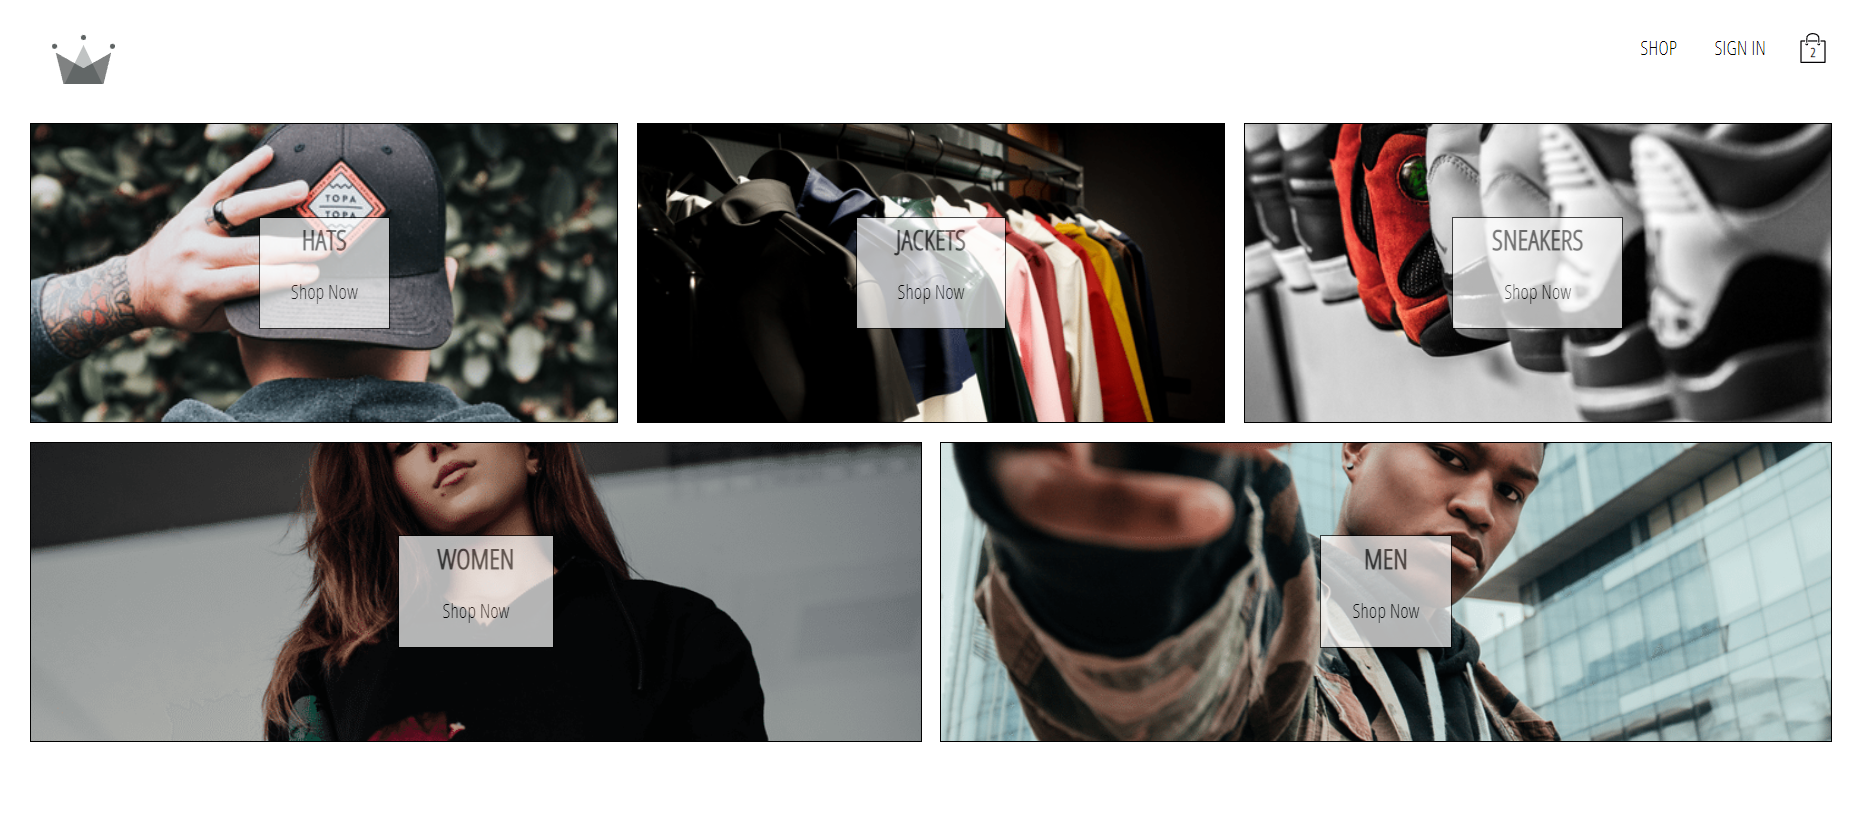 SHOP
SIGN IN
2
TOPA
TOPA
HATS
Shop Now
JACKETS
Shop Now
SNEAKERS
Shop Now
WOMEN
Shop Now
MEN
Shop Now